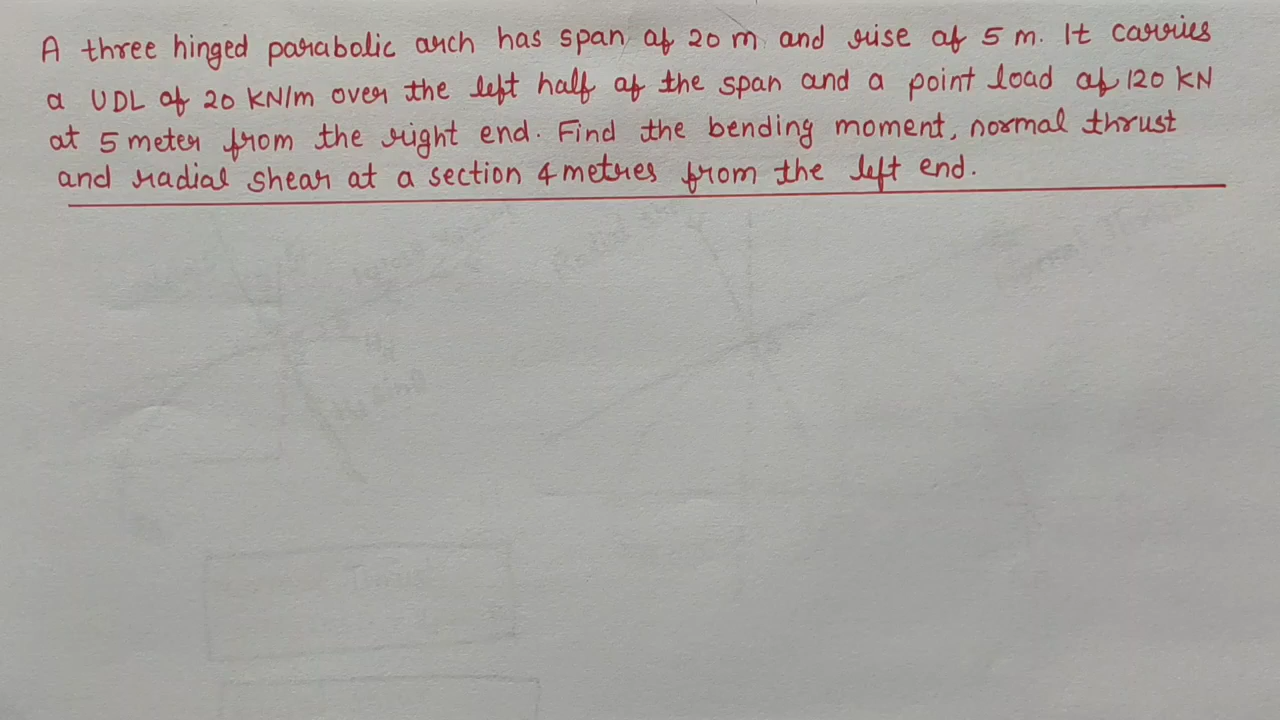 A three hinged parabolic arch has span of 20 m and rise of 5 m. It carries
a UDL of 20 KN/m over the left half of the span and a point load of 120 KN
at 5 meter from the right end. Find the bending moment, normal thrust
and radial shear at a section 4 metres from the left end.